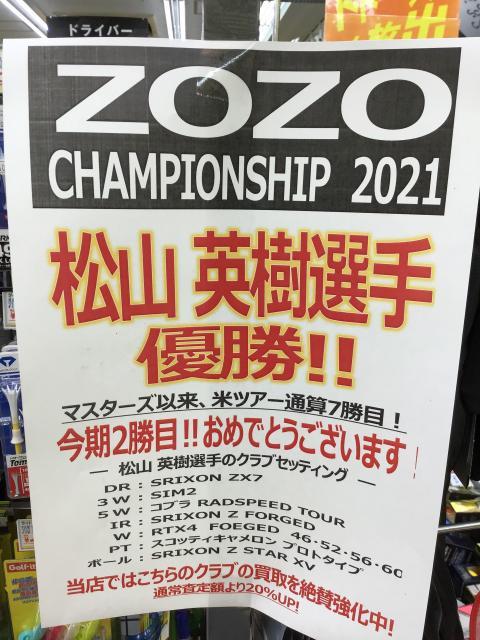 ドライバー
ZOZO
CHAMPIONSHIP 2021
松山 英樹選手
優勝!!
マスターズ以来、米ツアー通算7勝目！
今期2勝目!!おめでとうございます！
― 松山 英樹選手のクラブセッティング ―
DR：SRIXON ZX7
3W：SIM2
5W：コブラ RADSPEED TOUR
IR：SRIXON Z FORGED
W：RTX4 FOEGED 46・52・56・60
PT：スコッティキャメロン プロトタイプ
ボール：SRIXON Z STAR XV
当店ではこちらのクラブの買取を絶賛強化中!
通常査定額より20%UP!
Golf-it